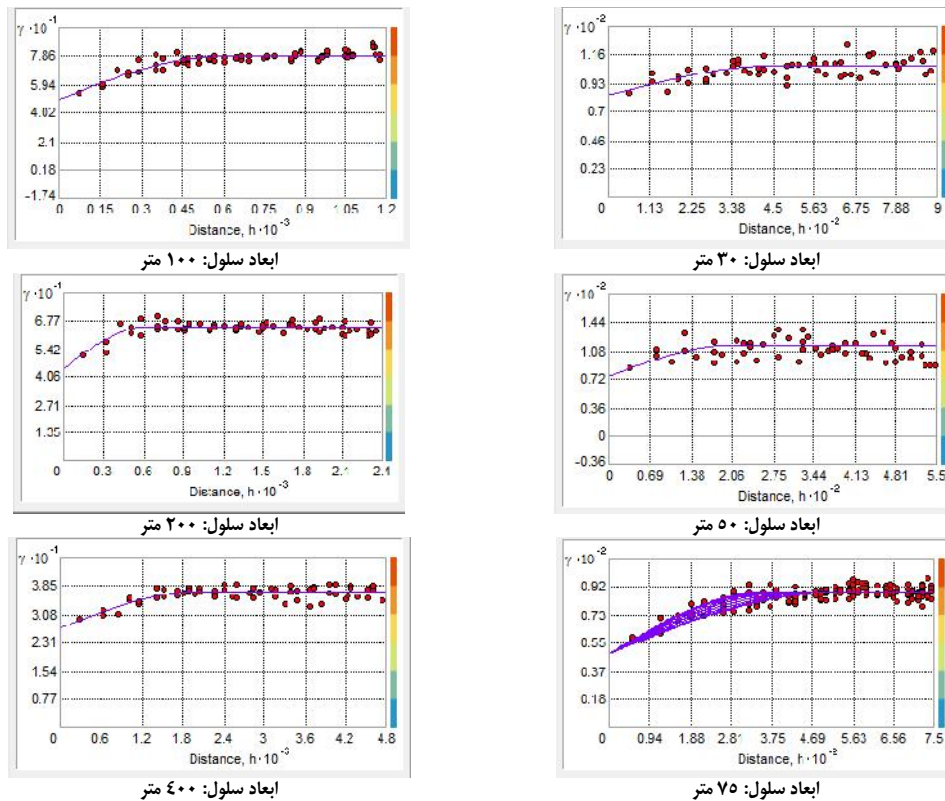 γ·10⁻¹
7.86
5.94
4.02
2.1
0.18
-1.74
0 0.15 0.3 0.45 0.6 0.75 0.9 1.05 1.2
Distance, h·10⁻³
ابعاد سلول: ۱۰۰ متر
γ·10⁻²
1.6
0.93
0.7
0.46
0.23
0 1.13 2.25 3.38 4.5 5.63 6.75 7.88 9
Distance, h·10⁻²
ابعاد سلول: ۳۰ متر
γ·10⁻¹
6.77
5.42
4.06
2.71
1.35
0 0.3 0.6 0.9 1.2 1.5 1.8 2.1 2.4
Distance, h·10⁻³
ابعاد سلول: ۲۰۰ متر
γ·10⁻²
1.44
1.08
0.72
0.36
0
-0.36
0 0.69 1.38 2.06 2.75 3.44 4.13 4.81 5.5
Distance, h·10⁻²
ابعاد سلول: ۵۰ متر
γ·10⁻¹
3.85
3.08
2.31
1.54
0.77
0 0.6 1.2 1.8 2.4 3 3.6 4.2 4.8
Distance, h·10⁻³
ابعاد سلول: ٤۰۰ متر
γ·10⁻²
0.92
0.73
0.55
0.37
0.18
0 0.94 1.88 2.81 3.75 4.69 5.63 6.56 7.5
Distance, h·10⁻²
ابعاد سلول: ۷۵ متر